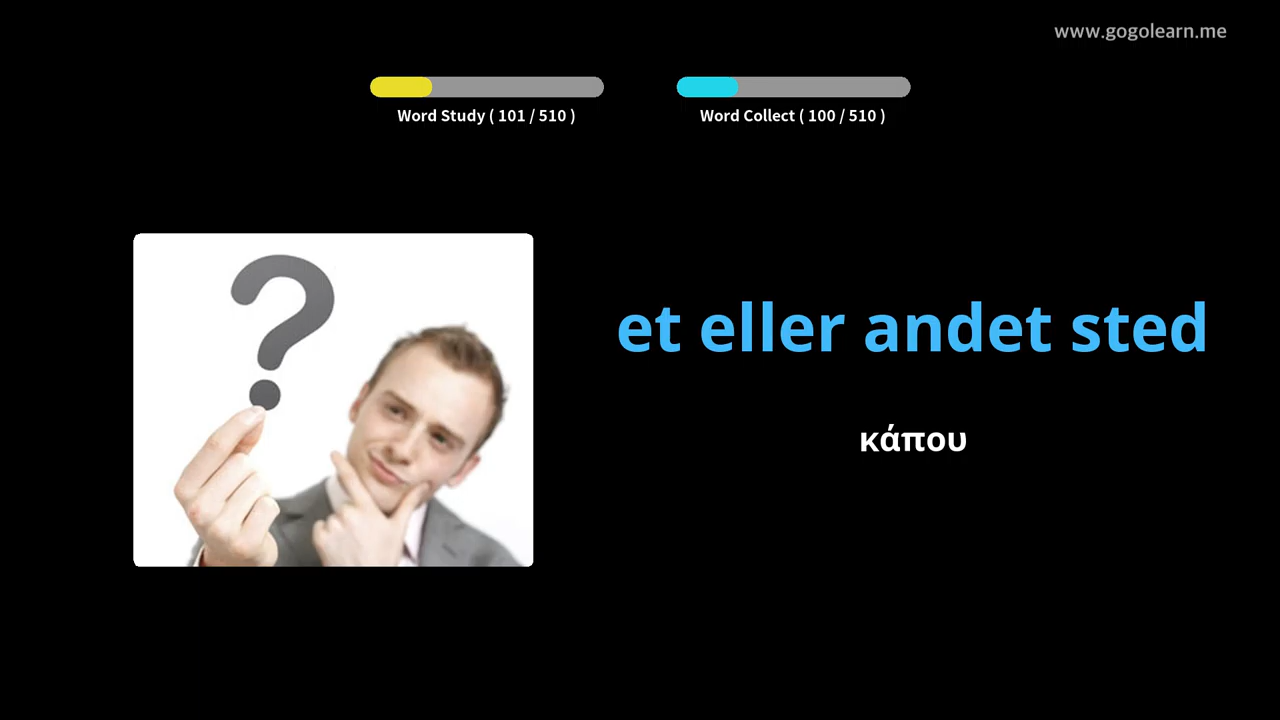 www.gogolearn.me
Word Study ( 101 / 510 )
Word Collect ( 100 / 510 )
et eller andet sted
κάπου